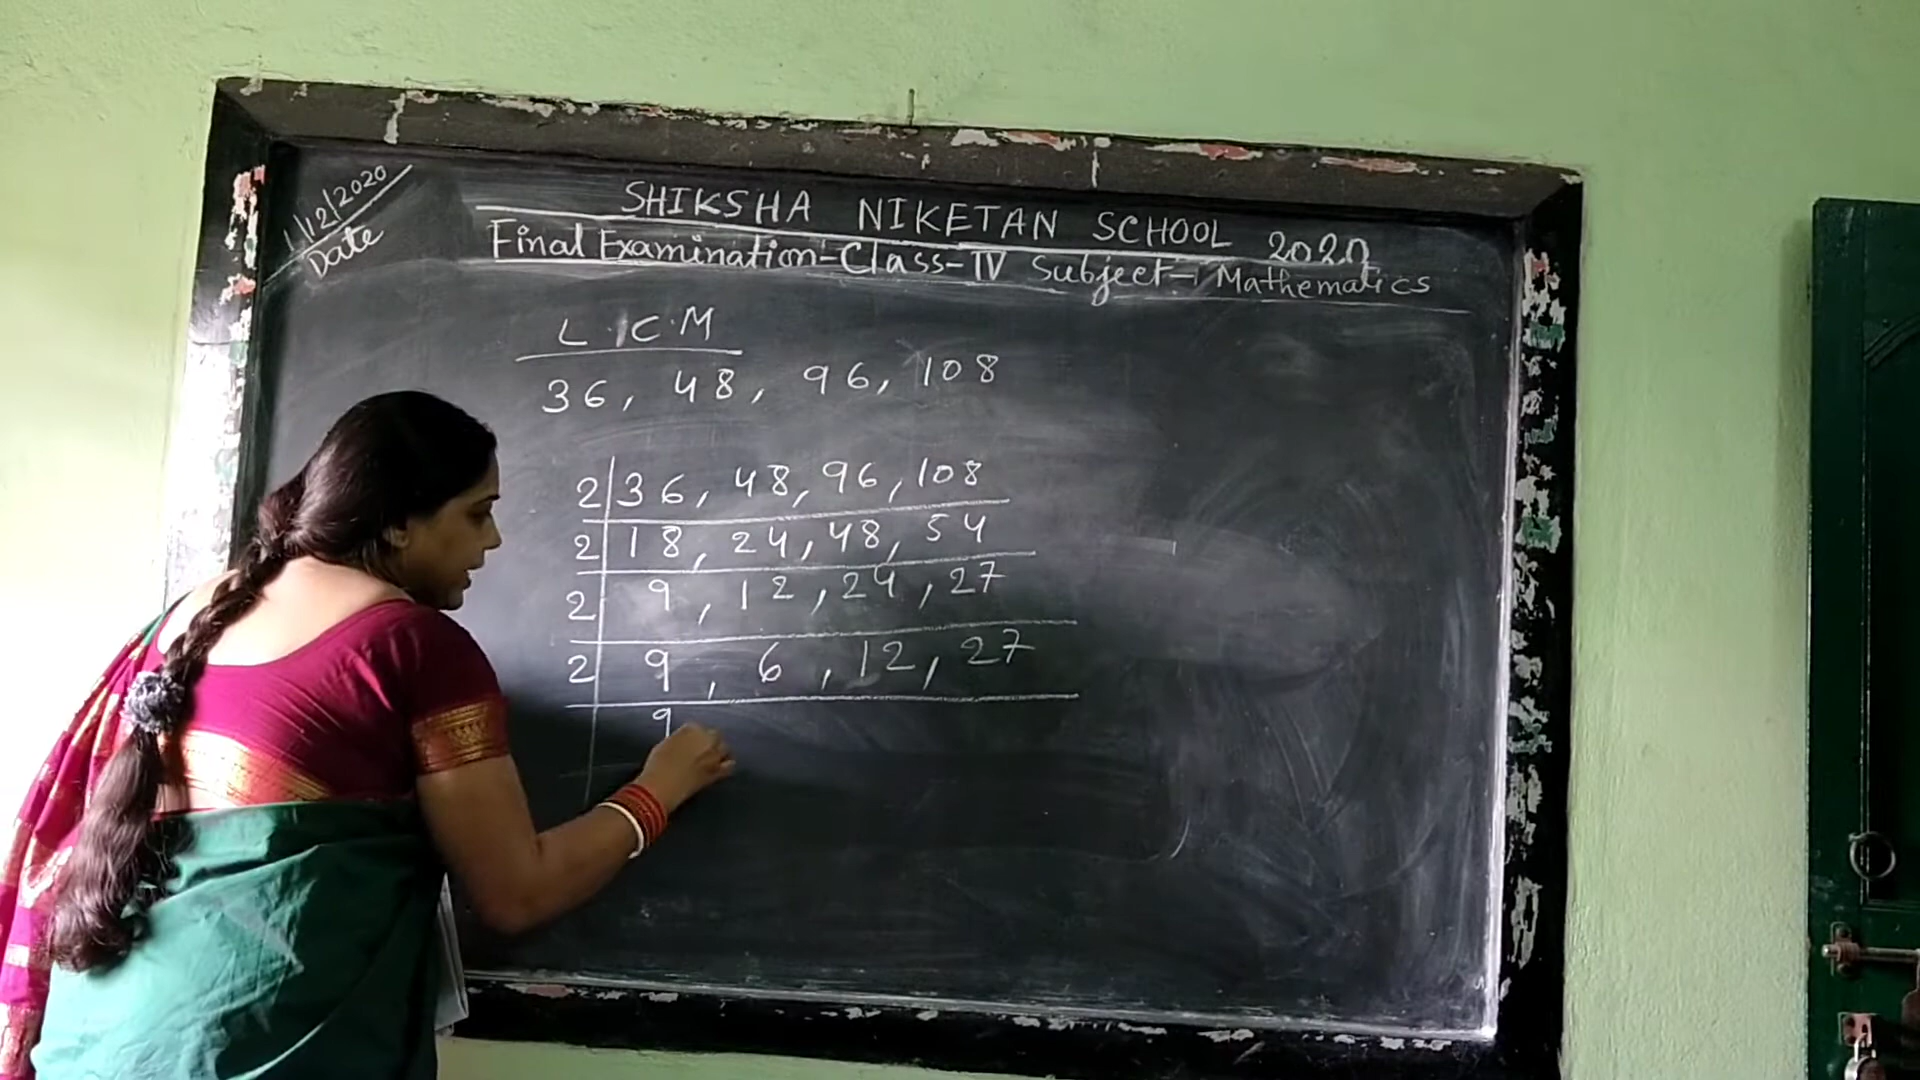 1/12/2020
Date
SHIKSHA NIKETAN SCHOOL 2020
Final Examination-Class-IV Subject- Mathematics
L.C.M
36, 48, 96, 108
2 36, 48, 96, 108
2 18, 24, 48, 54
2 9, 12, 24, 27
2 9, 6, 12, 27
9